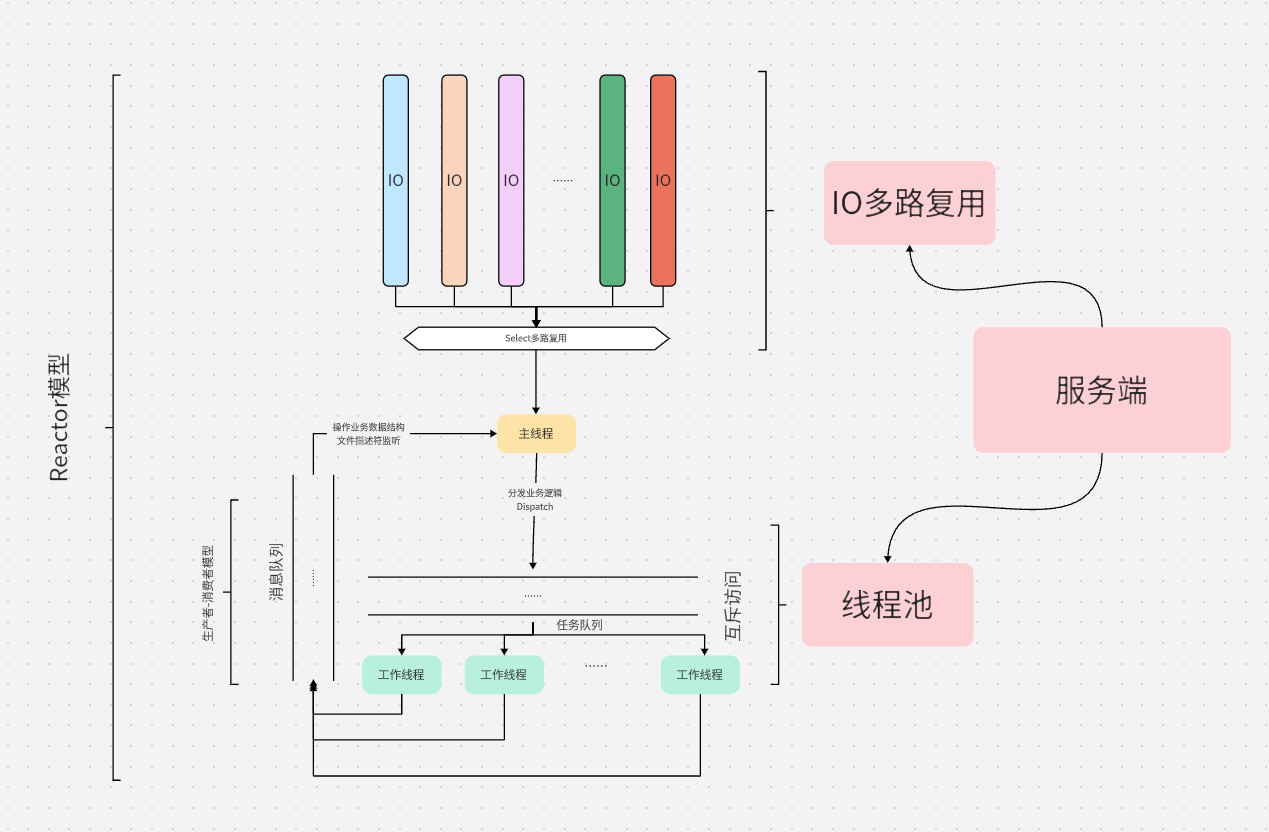 IO
IO
IO
······
IO
IO
IO多路复用
Select多路复用
服务端
Reactor模型
操作业务数据结构
文件描述符监听
主线程
分发业务逻辑
Dispatch
生产者-消费者模型
消息队列
······
······
任务队列
互斥访问
线程池
工作线程
工作线程
······
工作线程